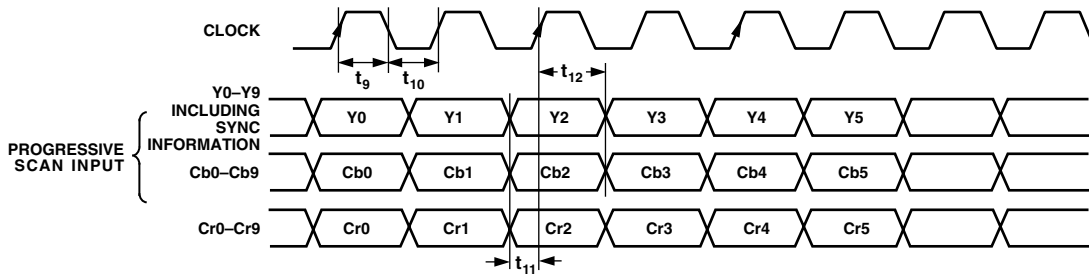 CLOCK
t9
t10
t12
Y0–Y9
INCLUDING
SYNC
INFORMATION
Y0 Y1 Y2 Y3 Y4 Y5
PROGRESSIVE
SCAN INPUT
Cb0–Cb9
Cb0 Cb1 Cb2 Cb3 Cb4 Cb5
Cr0–Cr9
Cr0 Cr1 Cr2 Cr3 Cr4 Cr5
t11